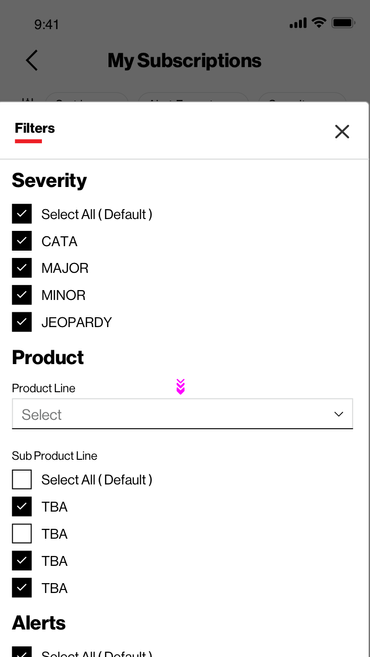 9:41
My Subscriptions
Filters
Severity
Select All ( Default )
CATA
MAJOR
MINOR
JEOPARDY
Product
Product Line
Select
Sub Product Line
Select All ( Default )
TBA
TBA
TBA
TBA
Alerts
Select All ( Default )